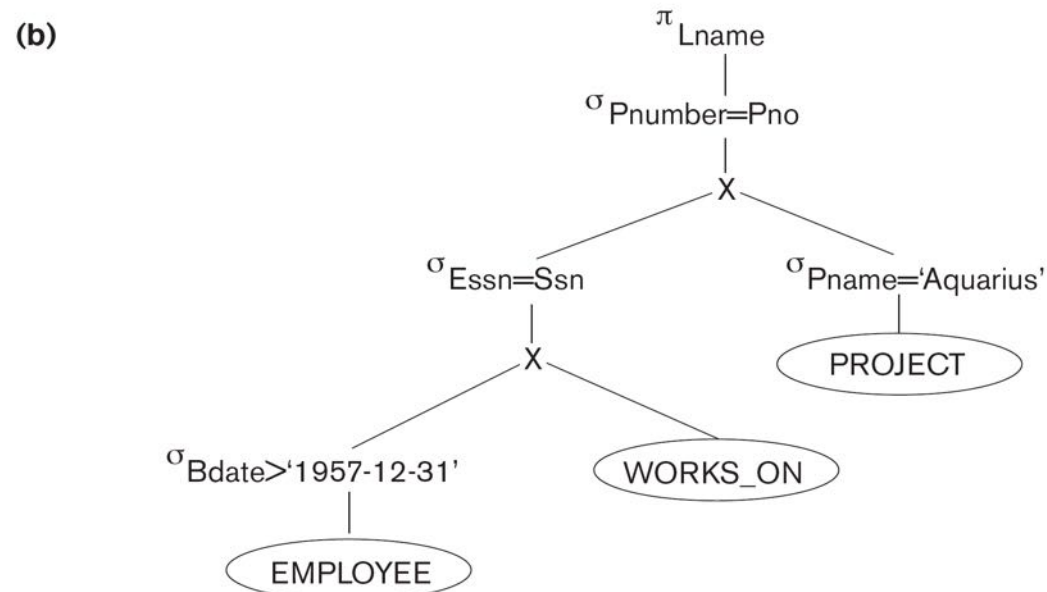 (b)
π Lname
σ Pnumber=Pno
X
σ Essn=Ssn
σ Pname=‘Aquarius’
X
PROJECT
σ Bdate>‘1957-12-31’
WORKS_ON
EMPLOYEE